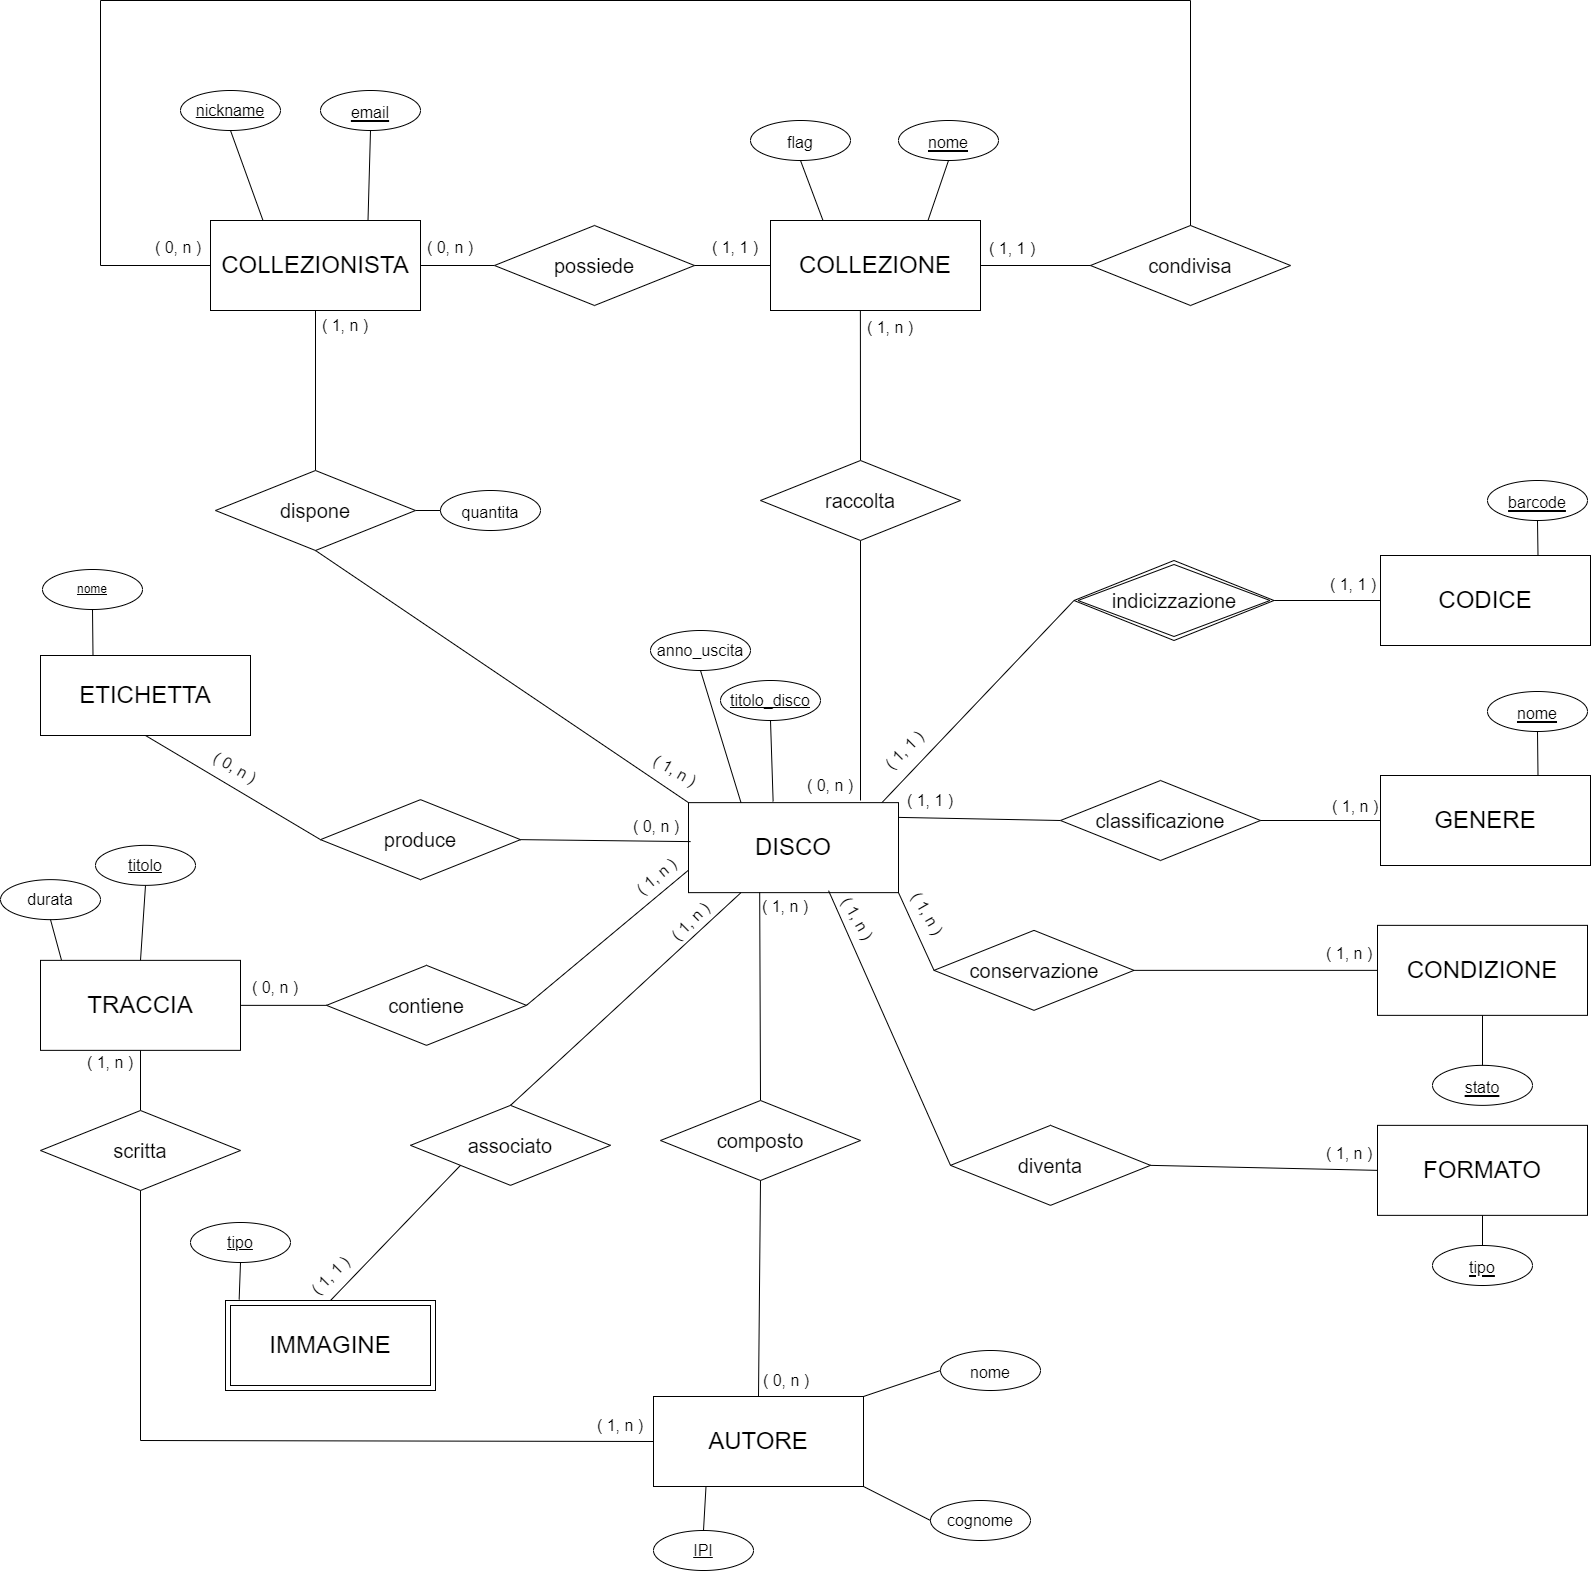 nickname
email
flag
nome
( 0, n )
COLLEZIONISTA
( 0, n )
possiede
( 1, 1 )
COLLEZIONE
( 1, 1 )
condivisa
( 1, n )
( 1, n )
dispone
quantita
raccolta
barcode
nome
indicizzazione
( 1, 1 )
CODICE
ETICHETTA
anno_uscita
titolo_disco
nome
( 0, n )
( 1, n )
( 0, n )
( 1, 1 )
( 1, 1 )
produce
( 0, n )
DISCO
classificazione
( 1, n )
GENERE
titolo
durata
( 1, n )
( 1, n )
( 1, n )
( 1, n )
( 1, n )
TRACCIA
( 0, n )
contiene
conservazione
( 1, n )
CONDIZIONE
( 1, n )
stato
scritta
associato
composto
diventa
( 1, n )
FORMATO
tipo
tipo
( 1, 1 )
IMMAGINE
( 0, n )
nome
( 1, n )
AUTORE
cognome
IPI